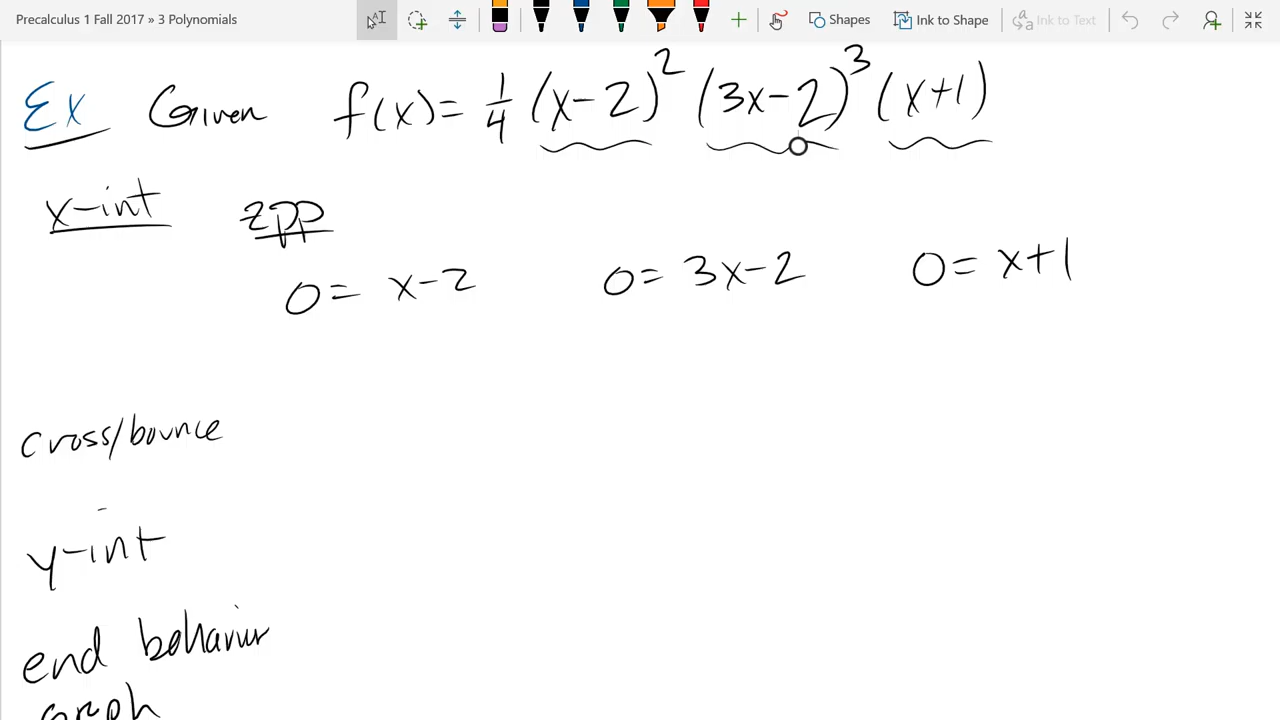 Precalculus 1 Fall 2017 » 3 Polynomials
Shapes Ink to Shape Ink to Text
Ex Given f(x)= 1/4 (x-2)² (3x-2)³ (x+1)
x-int zpp
0= x-2 0= 3x-2 0= x+1
cross/bounce
y-int
end behavior
graph